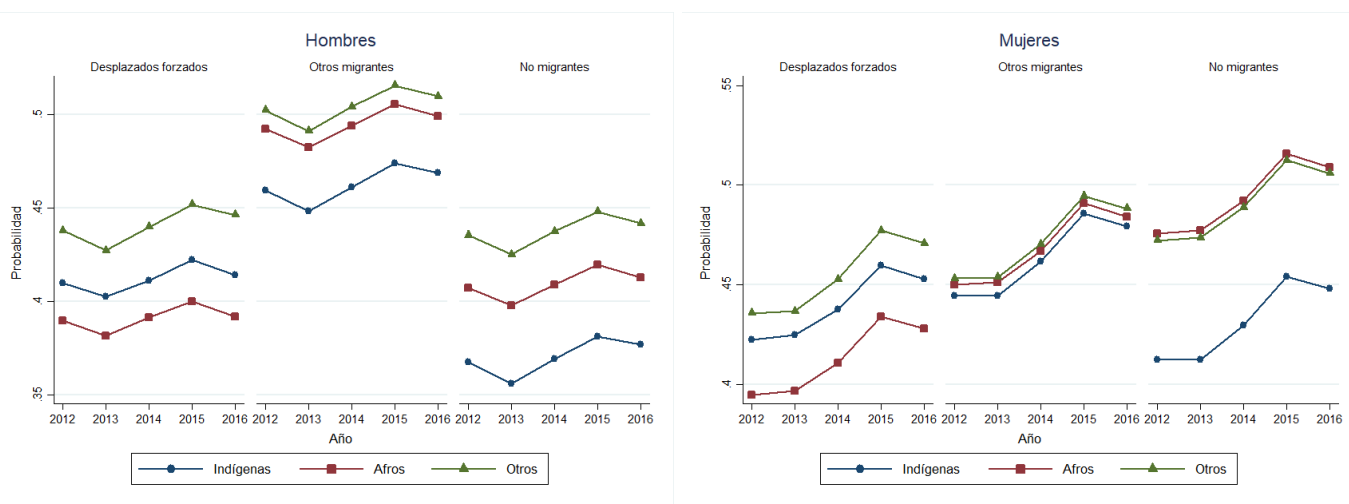 Hombres
Desplazados forzados Otros migrantes No migrantes
Probabilidad
.5
.45
.4
.35
2012 2013 2014 2015 2016 2012 2013 2014 2015 2016 2012 2013 2014 2015 2016
Año
Indígenas Afros Otros
Mujeres
Desplazados forzados Otros migrantes No migrantes
Probabilidad
.55
.5
.45
.4
2012 2013 2014 2015 2016 2012 2013 2014 2015 2016 2012 2013 2014 2015 2016
Año
Indígenas Afros Otros